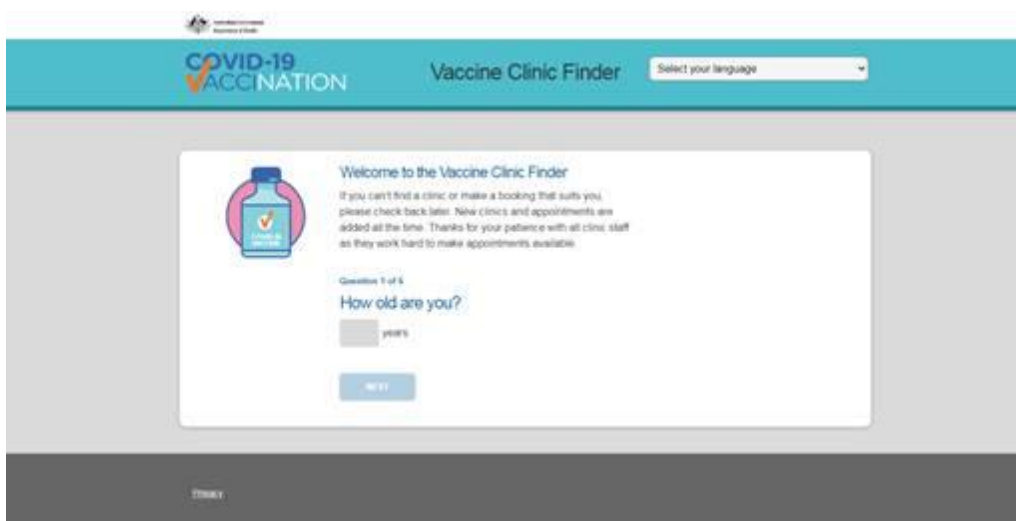 COVID-19
VACCINATION
Vaccine Clinic Finder
Select your language
Welcome to the Vaccine Clinic Finder
If you can't find a clinic or make a booking that suits you,
please check back later. New clinics and appointments are
added all the time. Thanks for your patience with all clinic staff
as they work hard to make appointments available.
Question 1 of 5
How old are you?
years
NEXT
Privacy